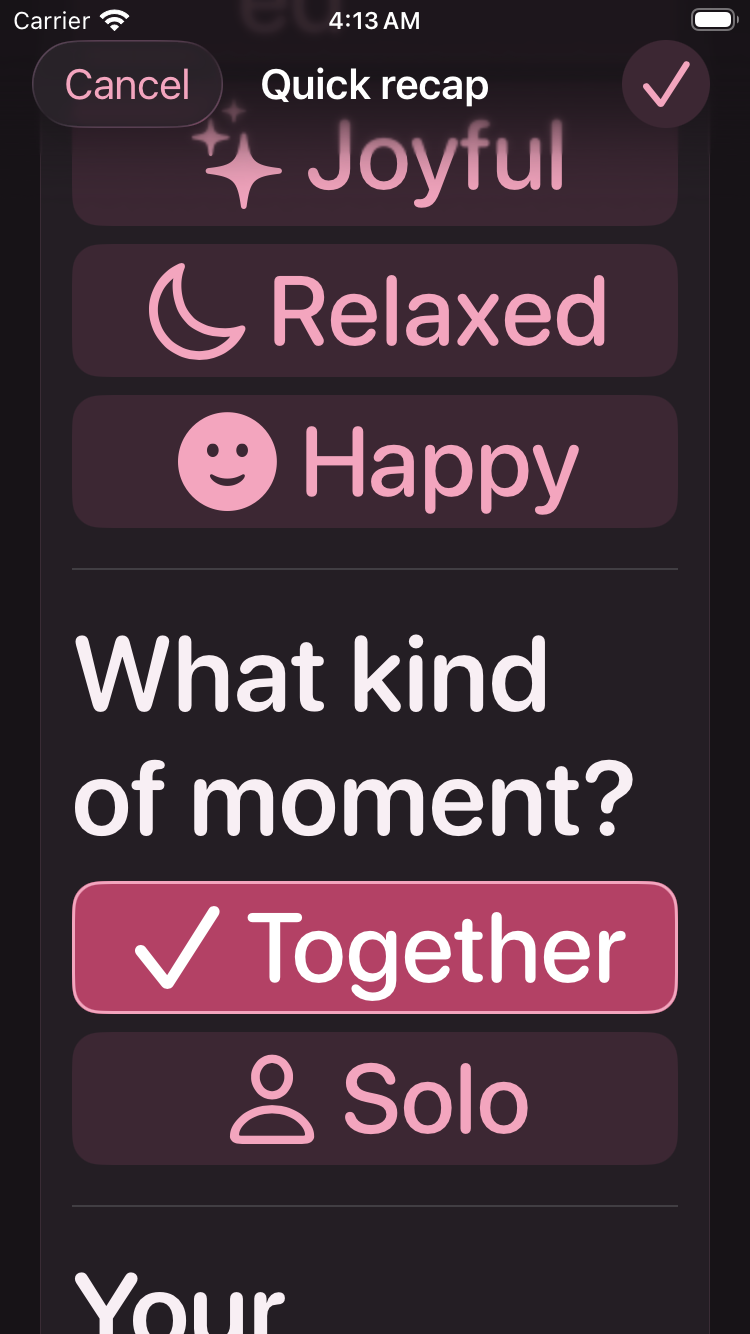 Carrier 4:13 AM
Cancel Quick recap
Joyful
Relaxed
Happy
What kind
of moment?
Together
Solo
Your